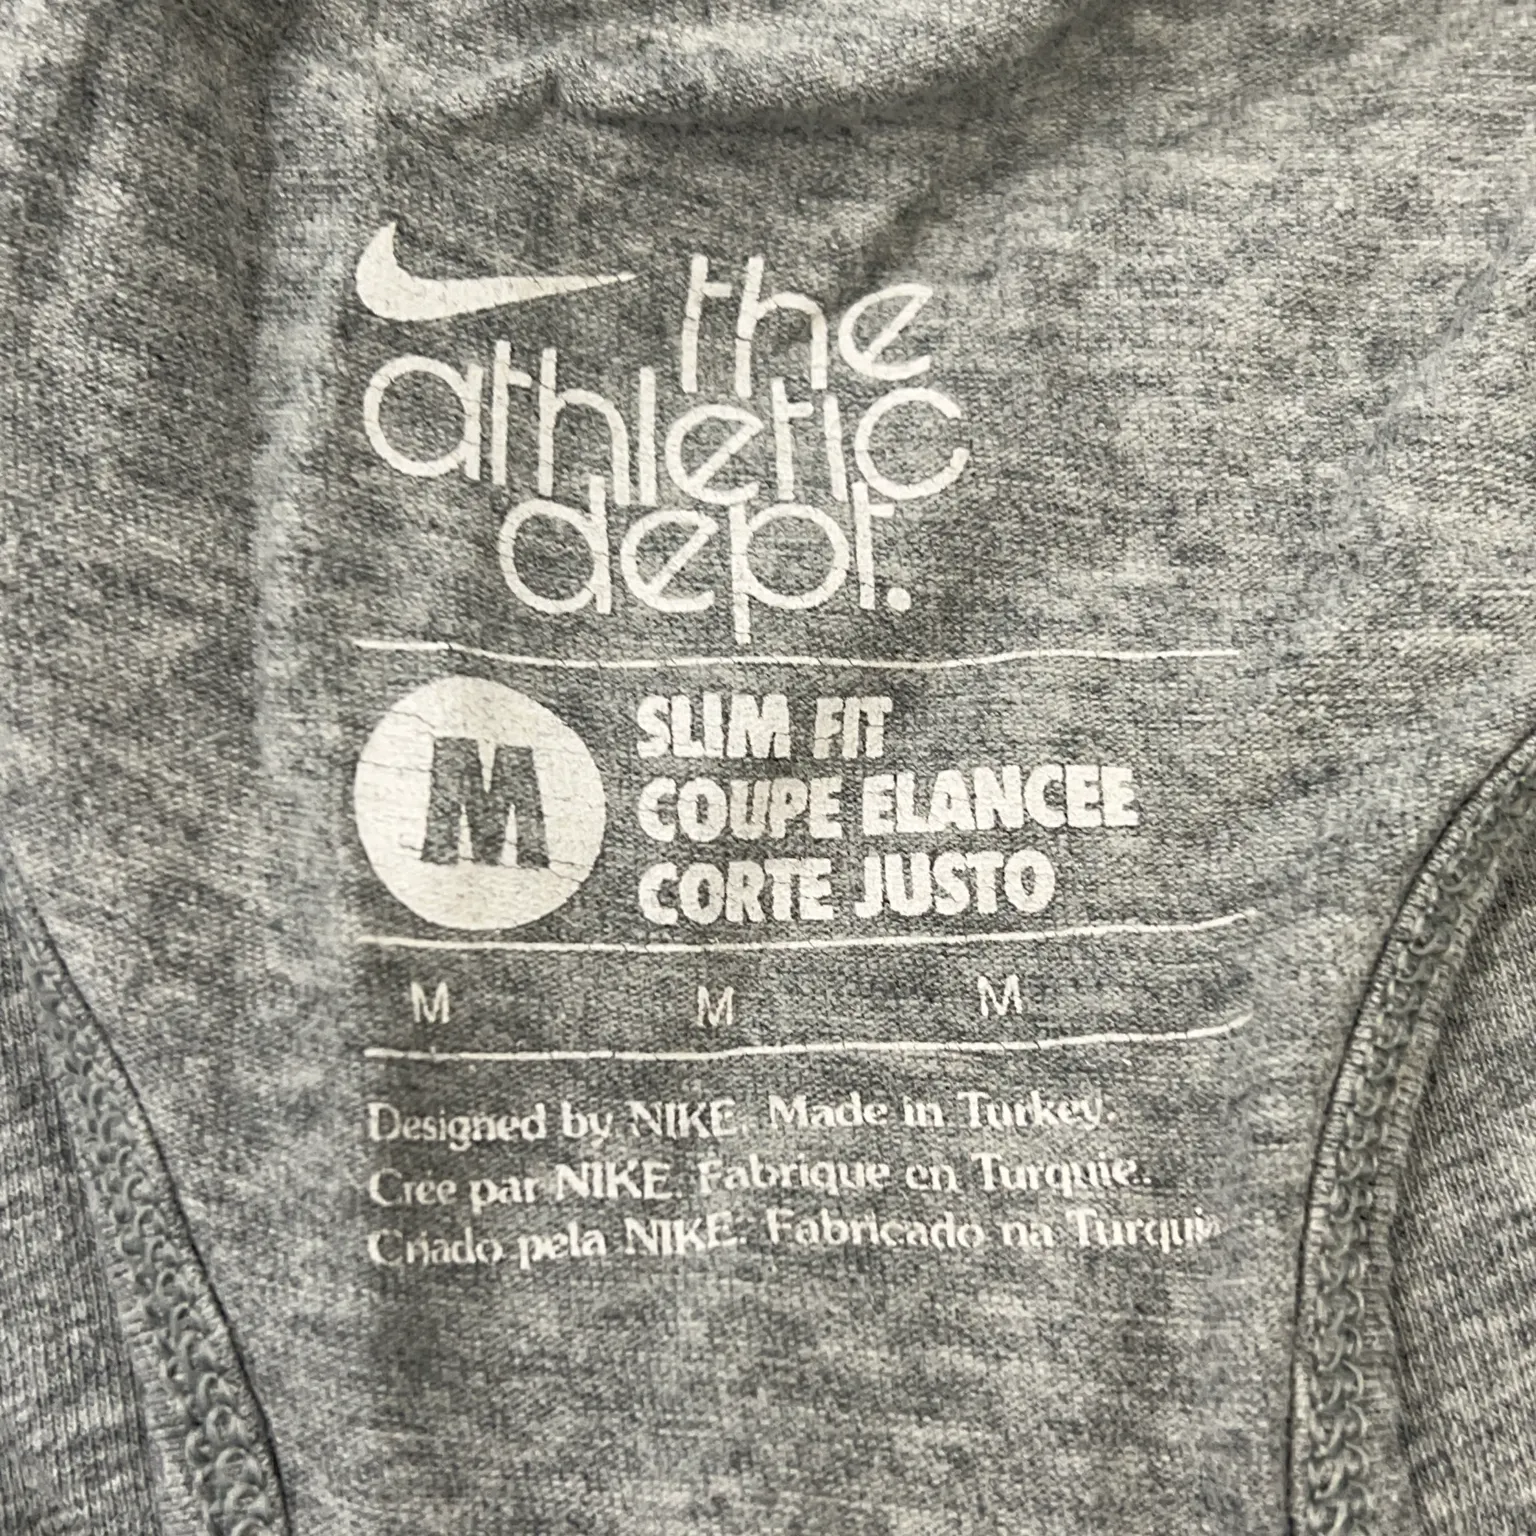 the
athletic
dept.
M
SLIM FIT
COUPE ELANCEE
CORTE JUSTO
M M M
Designed by NIKE. Made in Turkey.
Cree par NIKE. Fabrique en Turquie.
Criado pela NIKE. Fabricado na Turquia